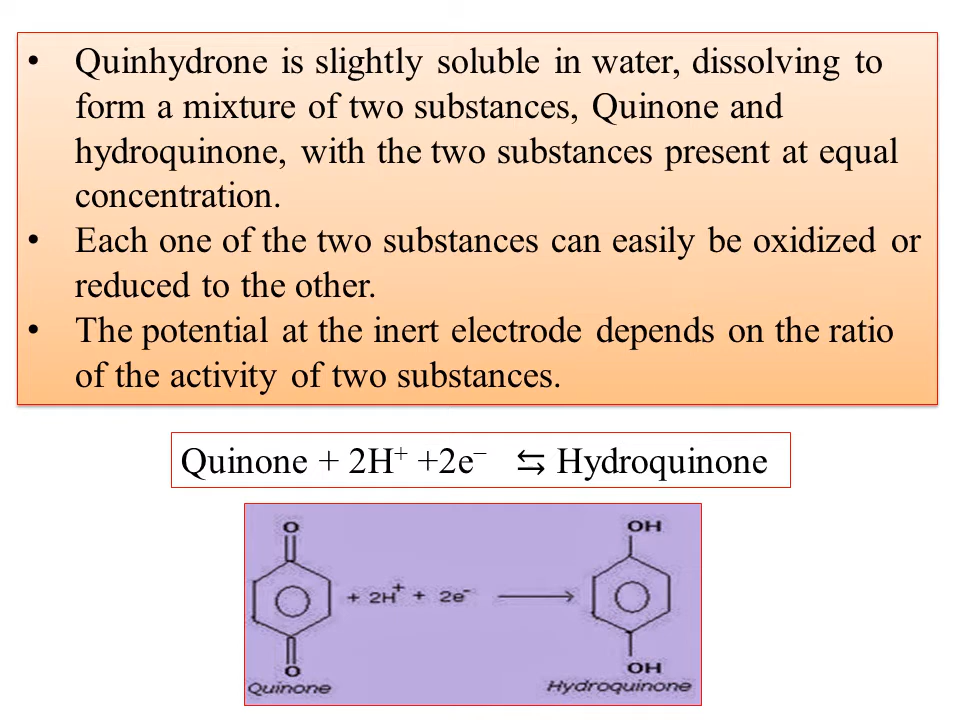 • Quinhydrone is slightly soluble in water, dissolving to
form a mixture of two substances, Quinone and
hydroquinone, with the two substances present at equal
concentration.
• Each one of the two substances can easily be oxidized or
reduced to the other.
• The potential at the inert electrode depends on the ratio
of the activity of two substances.
Quinone + 2H⁺ +2e⁻ ⇆ Hydroquinone
O OH
+ 2H⁺ + 2e⁻ ⟶
O OH
Quinone Hydroquinone